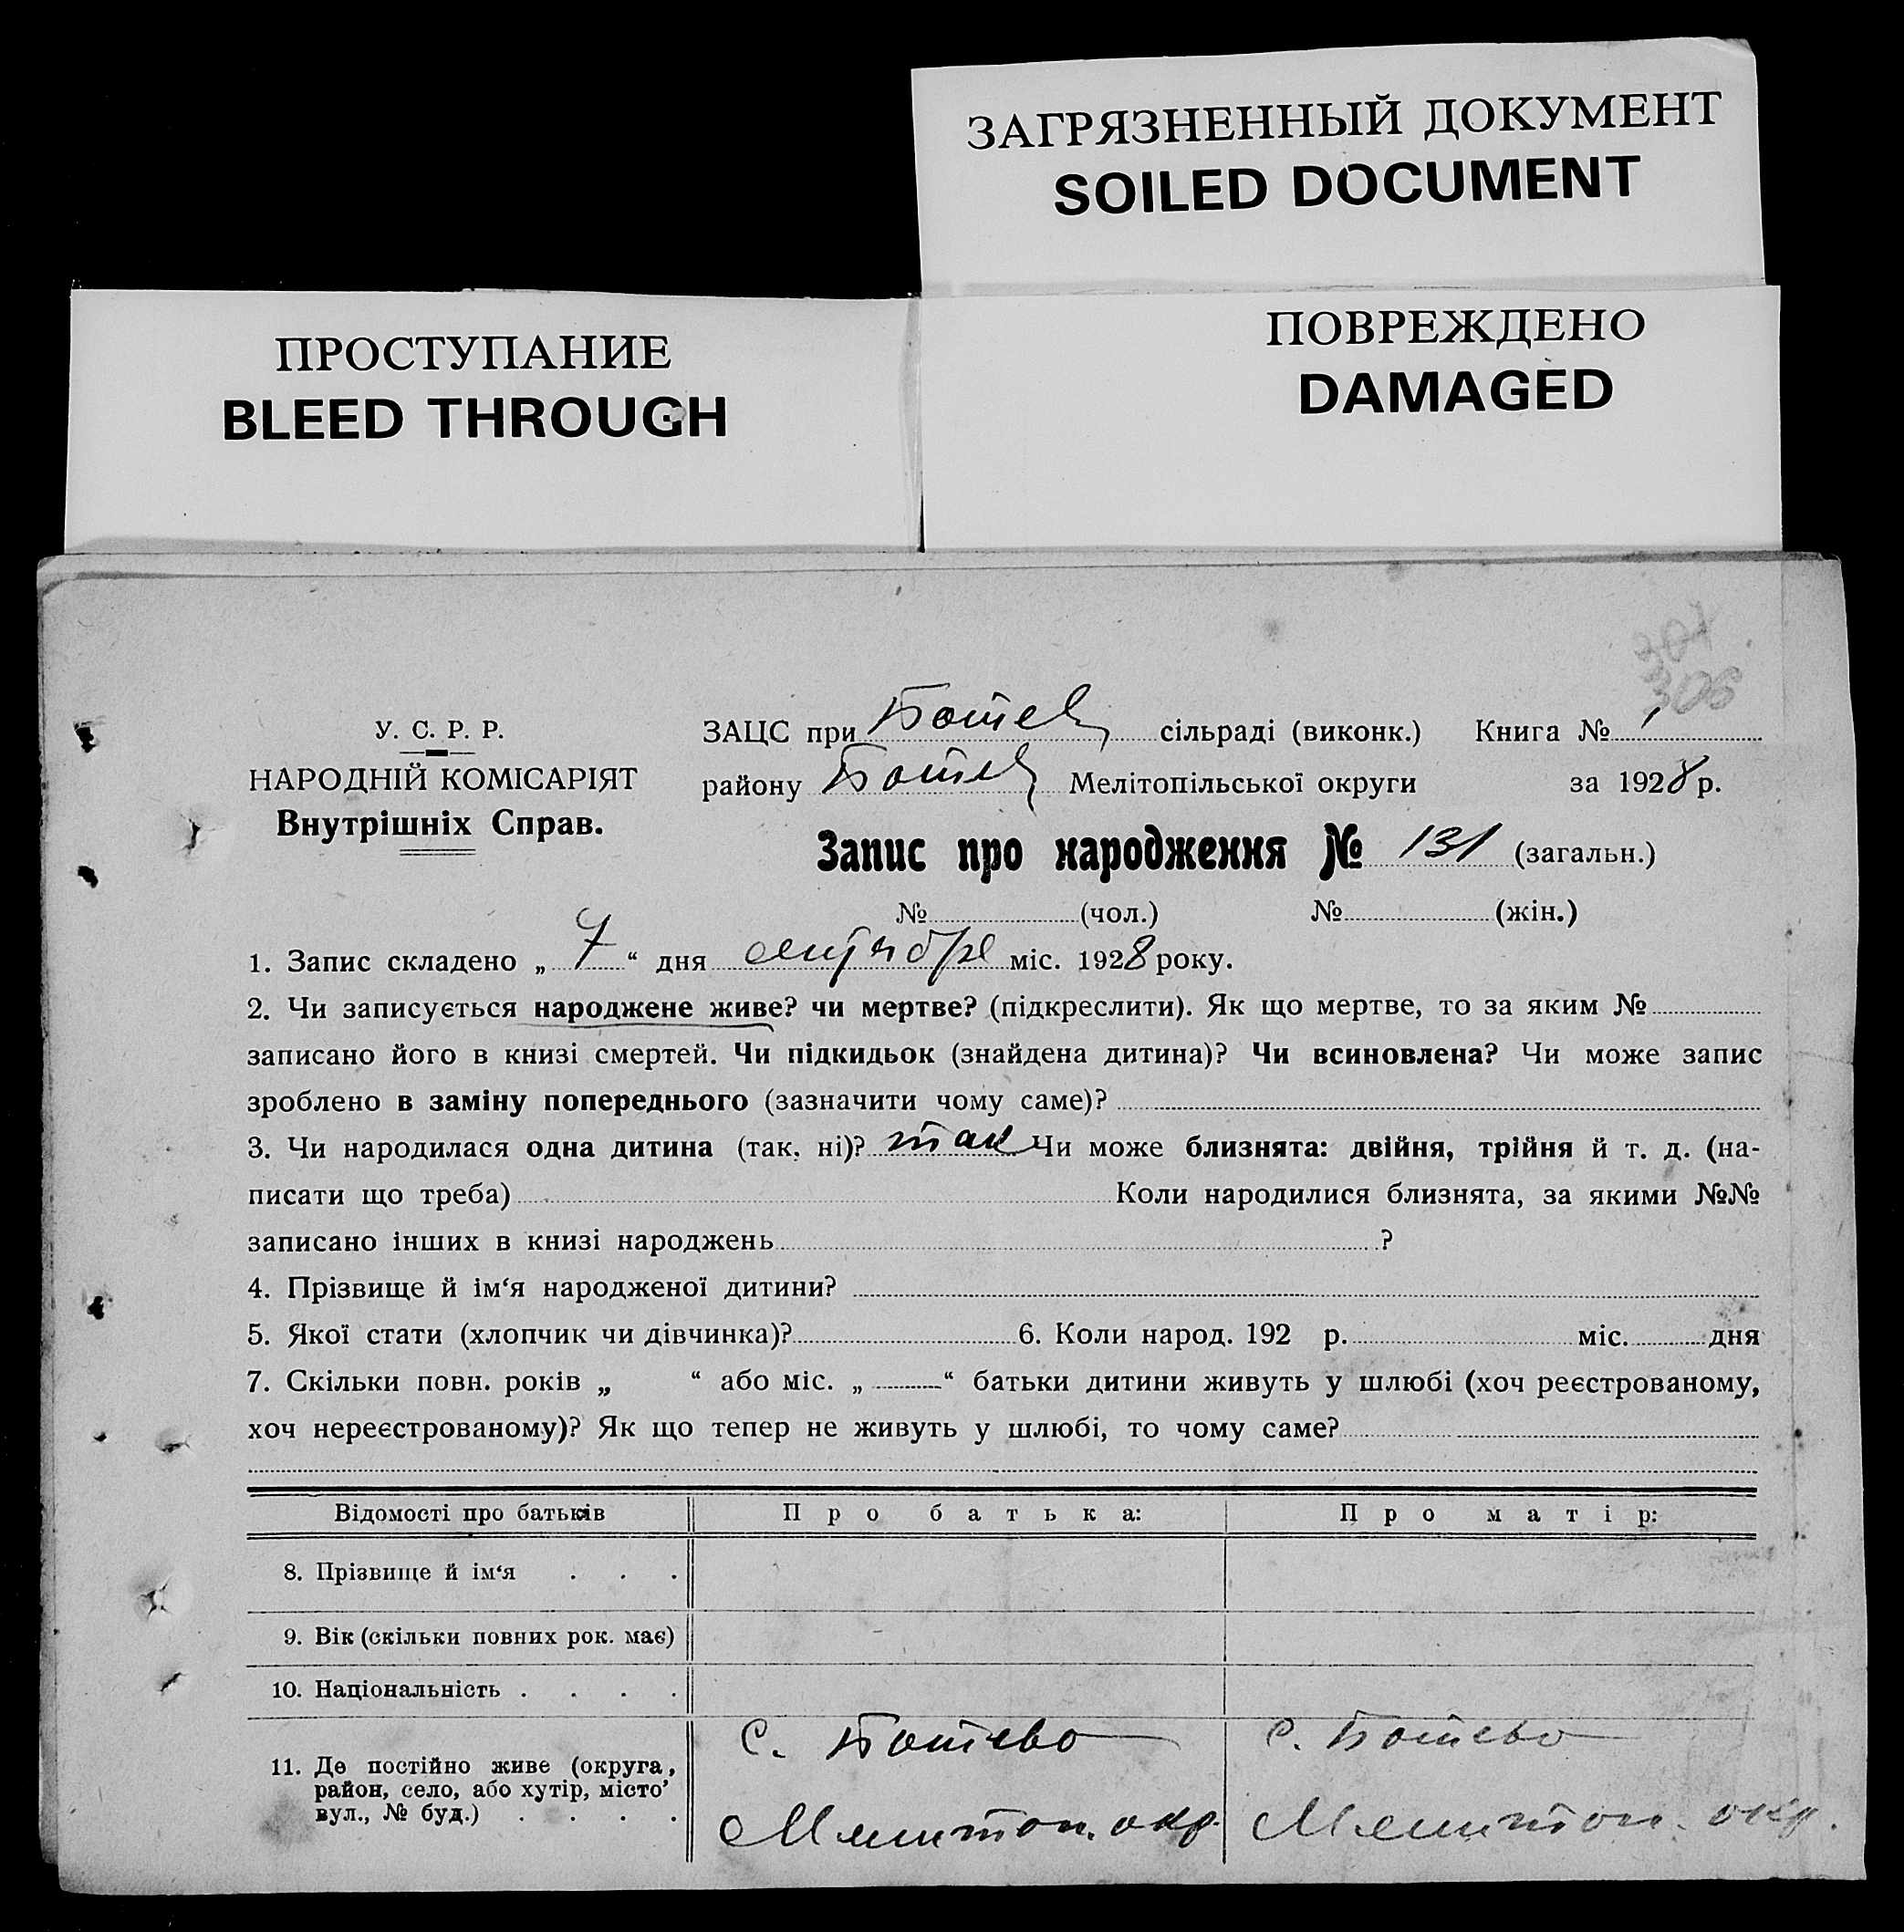 ЗАГРЯЗНЕННЫЙ ДОКУМЕНТ
SOILED DOCUMENT
ПРОСТУПАНИЕ
BLEED THROUGH
ПОВРЕЖДЕНО
DAMAGED
306
У. С. Р. Р.
НАРОДНІЙ КОМІСАРІЯТ
Внутрішніх Справ.
ЗАЦС при Ботев сільраді (виконк.) Книга № 1
району Ботев Мелітопільської округи за 1928 р.
Запис про народження № 131 (загальн.)
№ (чол.) № (жін.)
1. Запис складено „ 7 “ дня міс. 1928 року.
2. Чи записується народжене живе? чи мертве? (підкреслити). Як що мертве, то за яким №
записано його в книзі смертей. Чи підкидьок (знайдена дитина)? Чи всиновлена? Чи може запис
зроблено в заміну попереднього (зазначити чому саме)?
3. Чи народилася одна дитина (так, ні)? так Чи може близнята: двійня, трійня й т. д. (на-
писати що треба) Коли народилися близнята, за якими №№
записано інших в книзі народжень ?
4. Прізвище й ім‘я народженої дитини?
5. Якої стати (хлопчик чи дівчинка)? 6. Коли народ. 192 р. міс. дня
7. Скільки повн. років „ “ або міс. „ “ батьки дитини живуть у шлюбі (хоч реєстрованому,
хоч нереєстрованому)? Як що тепер не живуть у шлюбі, то чому саме?
Відомості про батьків Про батька: Про матір:
8. Прізвище й ім‘я . . .
9. Вік (скільки повних рок. має)
10. Національність . . . .
11. Де постійно живе (округа,
район, село, або хутір, місто’
вул., № буд.) . . . .
с. Ботево с. Ботево
Мелитоп. окр. Мелитоп. окр.